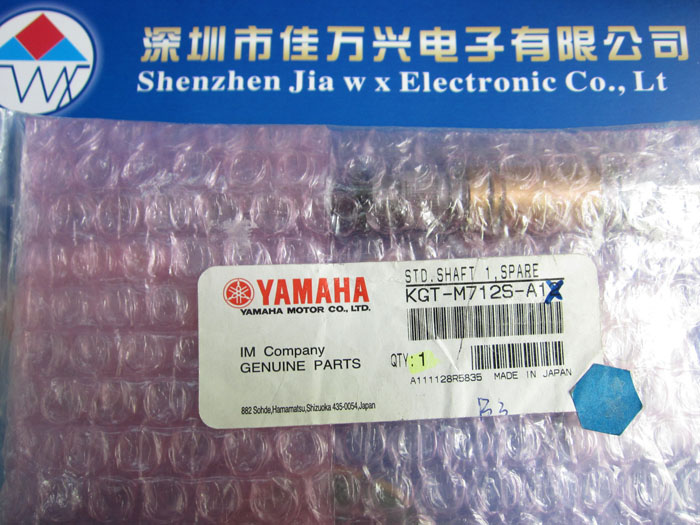 深圳市佳万兴电子有限公司
WX
Shenzhen Jia w x Electronic Co., Lt
YAMAHA
YAMAHA MOTOR CO., LTD.
STD.SHAFT 1,SPARE
KGT-M712S-A1X
IM Company
GENUINE PARTS
QTY: 1
A111128R5835 MADE IN JAPAN
882 Sohde,Hamamatsu,Shizuoka 435-0054,Japan